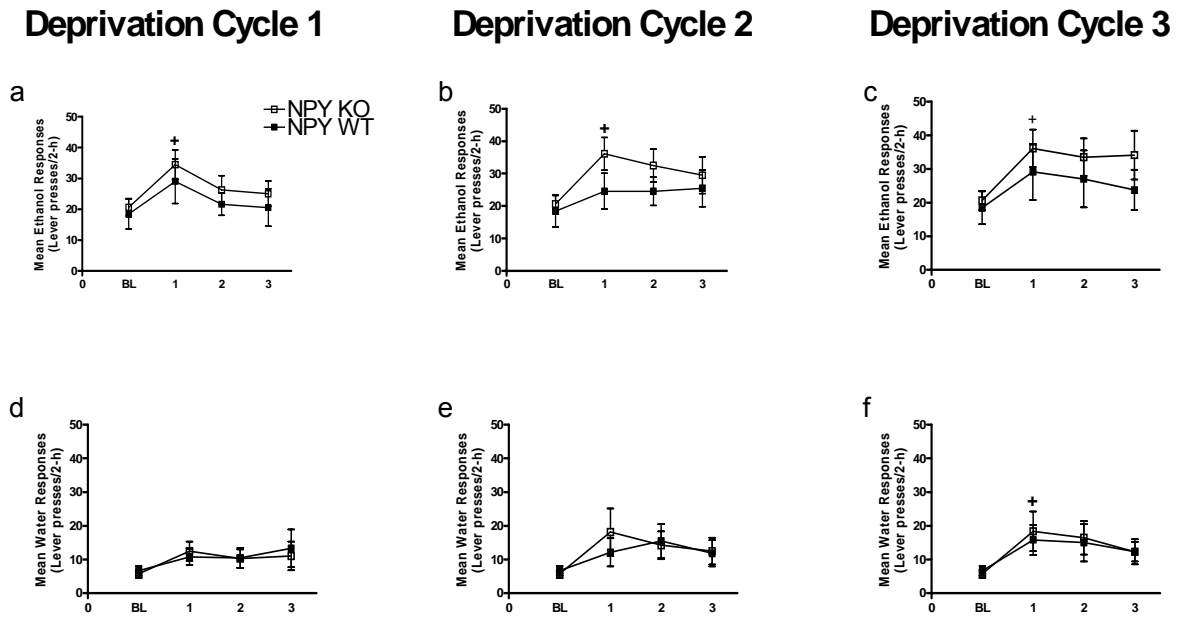 Deprivation Cycle 1
Deprivation Cycle 2
Deprivation Cycle 3
a
NPY KO
NPY WT
+
Mean Ethanol Responses
(Lever presses/2-h)
50
40
30
20
10
0
0 BL 1 2 3
b
+
Mean Ethanol Responses
(Lever presses/2-h)
50
40
30
20
10
0
0 BL 1 2 3
c
+
Mean Ethanol Responses
(Lever presses/2-h)
50
40
30
20
10
0
0 BL 1 2 3
d
Mean Water Responses
(Lever presses/2-h)
50
40
30
20
10
0
0 BL 1 2 3
e
Mean Water Responses
(Lever presses/2-h)
50
40
30
20
10
0
0 BL 1 2 3
f
+
Mean Water Responses
(Lever presses/2-h)
50
40
30
20
10
0
0 BL 1 2 3